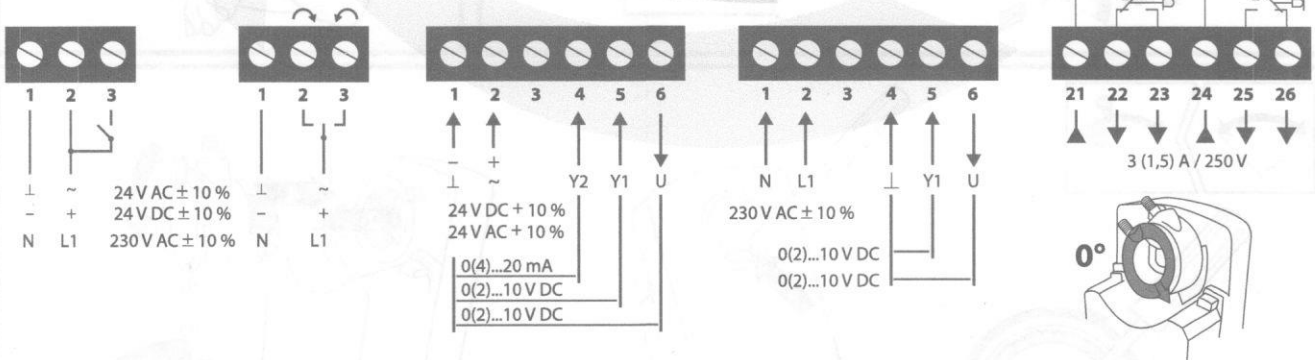 1 2 3
⊥ ~ 24 V AC ± 10 %
– + 24 V DC ± 10 %
N L1 230 V AC ± 10 %
1 2 3
⊥ ~
– +
N L1
1 2 3 4 5 6
– +
⊥ ~ Y2 Y1 U
24 V DC + 10 %
24 V AC + 10 %
0(4)...20 mA
0(2)...10 V DC
0(2)...10 V DC
1 2 3 4 5 6
N L1 ⊥ Y1 U
230 V AC ± 10 %
0(2)...10 V DC
0(2)...10 V DC
21 22 23 24 25 26
3 (1,5) A / 250 V
0°